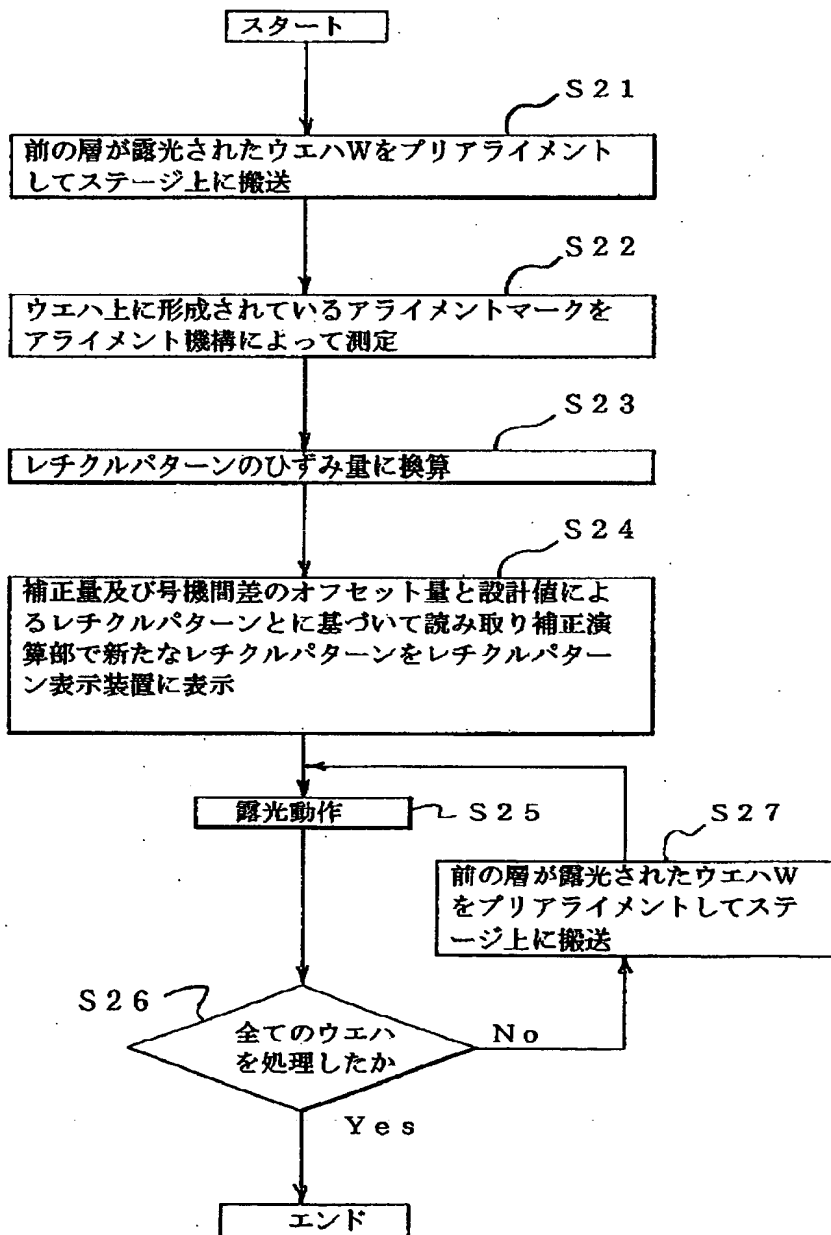 スタート
S21
前の層が露光されたウエハWをプリアライメント
してステージ上に搬送
S22
ウエハ上に形成されているアライメントマークを
アライメント機構によって測定
S23
レチクルパターンのひずみ量に換算
S24
補正量及び号機間差のオフセット量と設計値によ
るレチクルパターンとに基づいて読み取り補正演
算部で新たなレチクルパターンをレチクルパター
ン表示装置に表示
露光動作
S25
S27
前の層が露光されたウエハW
をプリアライメントしてステ
ージ上に搬送
S26
全てのウエハ
を処理したか
No
Yes
エンド